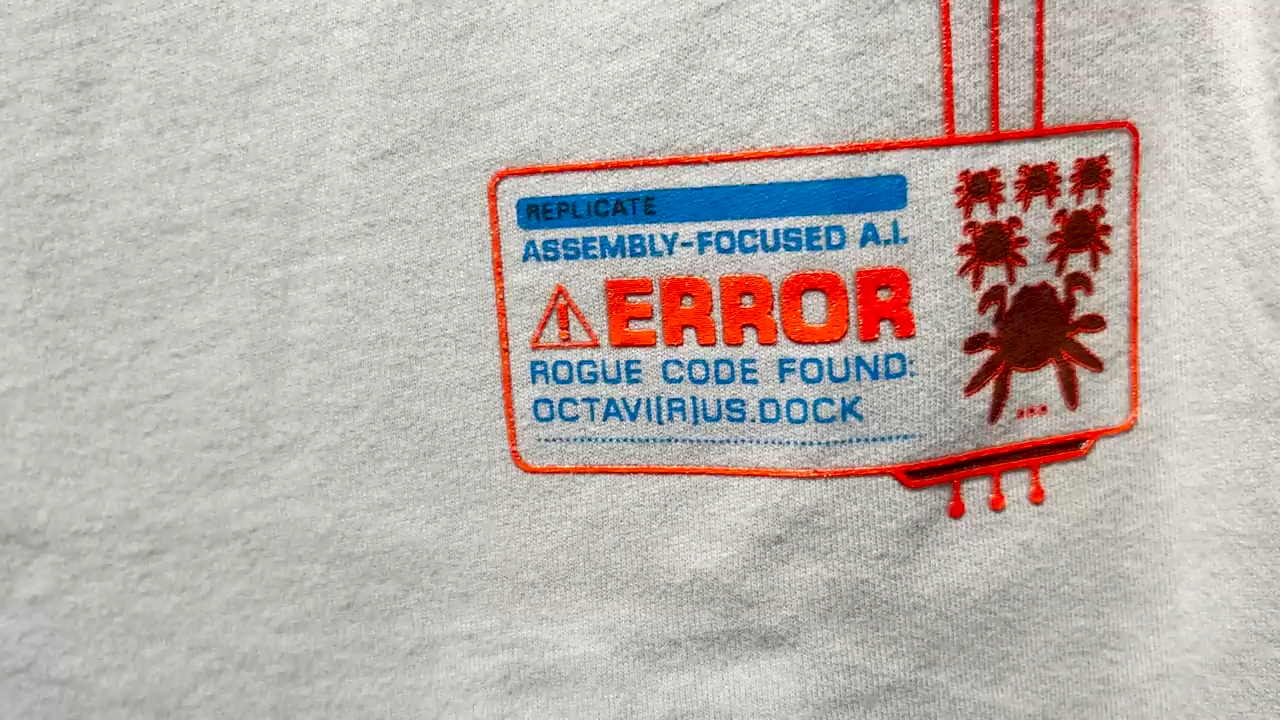 REPLICATE
ASSEMBLY-FOCUSED A.I.
ERROR
ROGUE CODE FOUND:
OCTAVI(R)US.DOCK